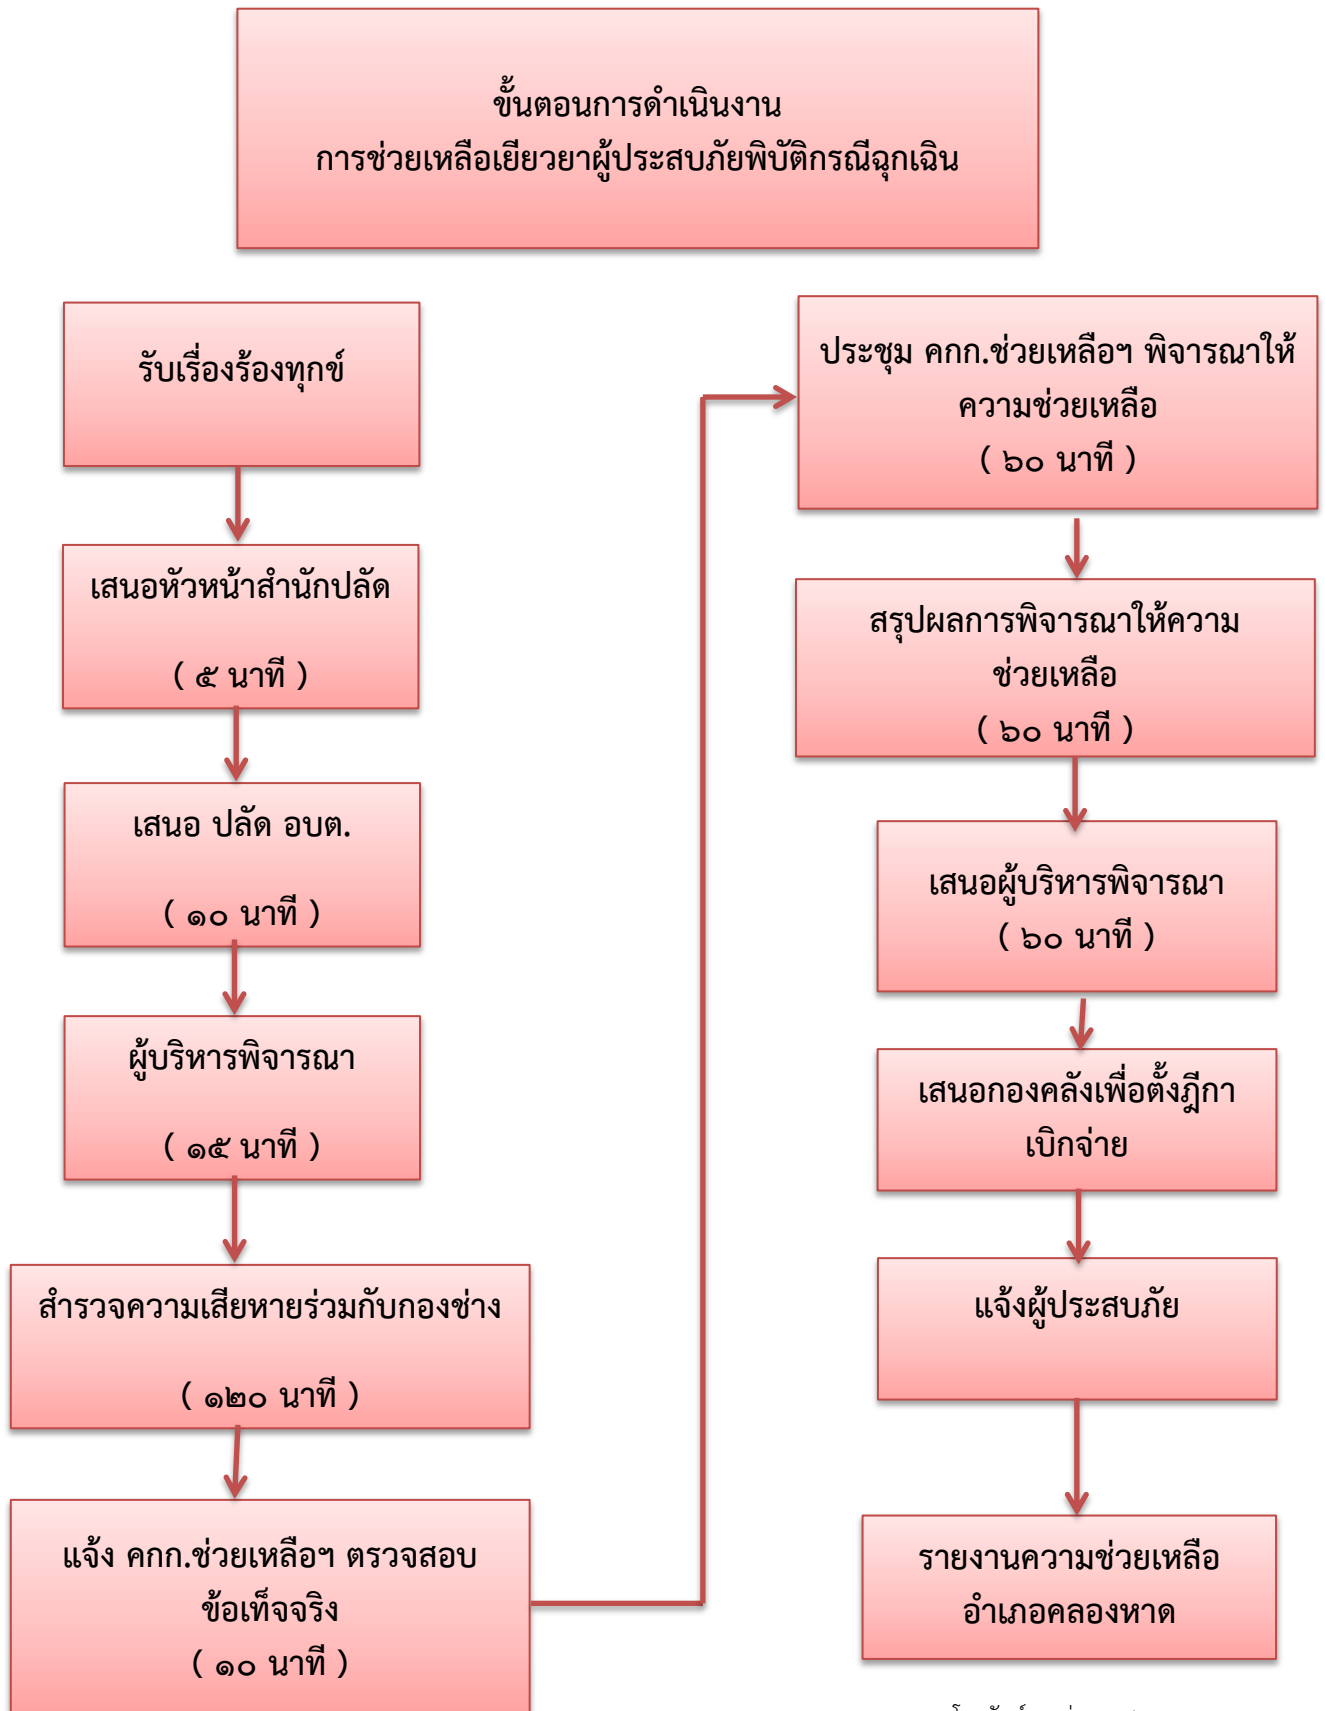 ขั้นตอนการดำเนินงาน
การช่วยเหลือเยียวยาผู้ประสบภัยพิบัติกรณีฉุกเฉิน
รับเรื่องร้องทุกข์
เสนอหัวหน้าสำนักปลัด
( ๕ นาที )
เสนอ ปลัด อบต.
( ๑๐ นาที )
ผู้บริหารพิจารณา
( ๑๕ นาที )
สำรวจความเสียหายร่วมกับกองช่าง
( ๑๒๐ นาที )
แจ้ง คกก.ช่วยเหลือฯ ตรวจสอบ
ข้อเท็จจริง
( ๑๐ นาที )
ประชุม คกก.ช่วยเหลือฯ พิจารณาให้
ความช่วยเหลือ
( ๖๐ นาที )
สรุปผลการพิจารณาให้ความ
ช่วยเหลือ
( ๖๐ นาที )
เสนอผู้บริหารพิจารณา
( ๖๐ นาที )
เสนอกองคลังเพื่อตั้งฎีกา
เบิกจ่าย
แจ้งผู้ประสบภัย
รายงานความช่วยเหลือ
อำเภอคลองหาด